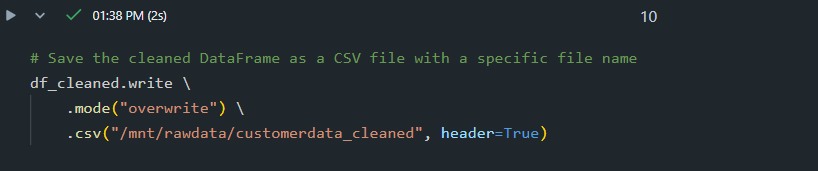 01:38 PM (2s)
10
# Save the cleaned DataFrame as a CSV file with a specific file name
df_cleaned.write \
    .mode("overwrite") \
    .csv("/mnt/rawdata/customerdata_cleaned", header=True)